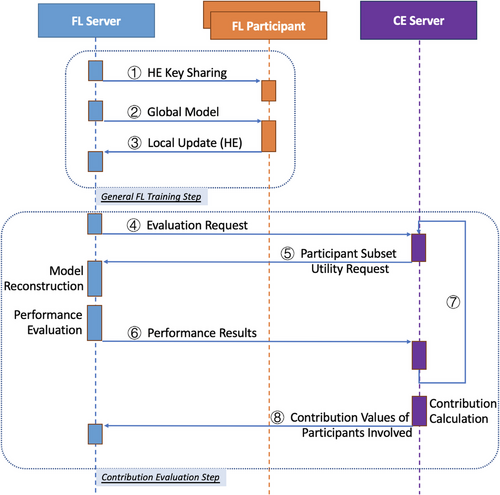 FL Server
FL Participant
CE Server
① HE Key Sharing
② Global Model
③ Local Update (HE)
General FL Training Step
④ Evaluation Request
⑤ Participant Subset
Utility Request
Model
Reconstruction
⑦
Performance
Evaluation
⑥ Performance Results
Contribution
Calculation
⑧ Contribution Values of
Participants Involved
Contribution Evaluation Step